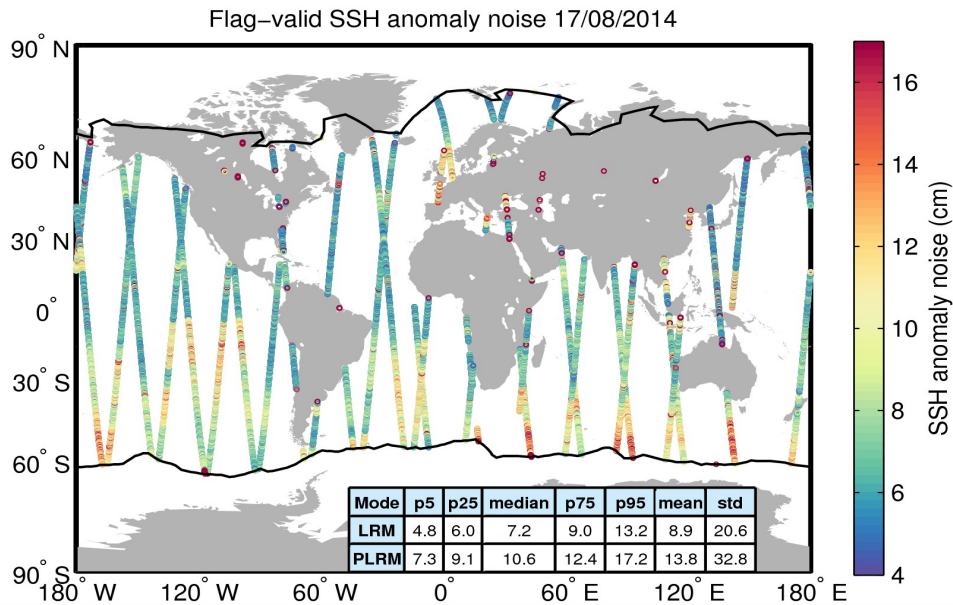 Flag−valid SSH anomaly noise 17/08/2014
90° N
60° N
30° N
0°
30° S
60° S
90° S
180° W
120° W
60° W
0°
60° E
120° E
180° E
Mode p5 p25 median p75 p95 mean std
LRM 4.8 6.0 7.2 9.0 13.2 8.9 20.6
PLRM 7.3 9.1 10.6 12.4 17.2 13.8 32.8
16
14
12
10
8
6
4
SSH anomaly noise (cm)